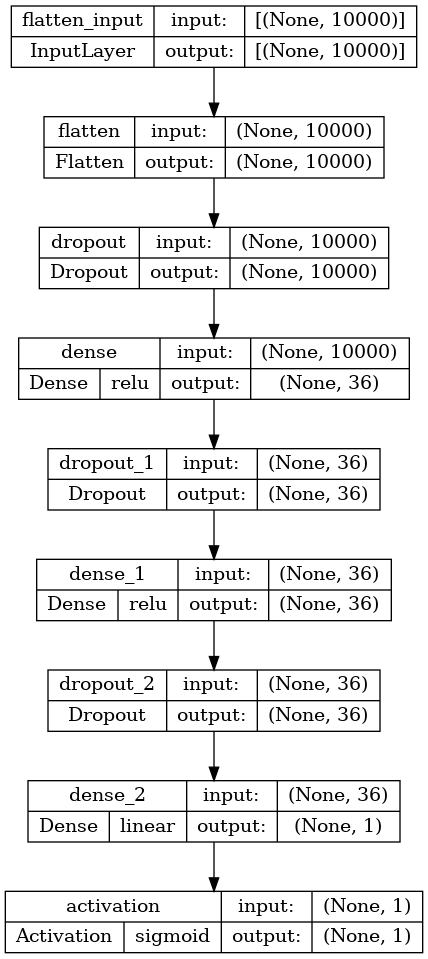 flatten_input input: [(None, 10000)]
InputLayer output: [(None, 10000)]
flatten input: (None, 10000)
Flatten output: (None, 10000)
dropout input: (None, 10000)
Dropout output: (None, 10000)
dense input: (None, 10000)
Dense relu output: (None, 36)
dropout_1 input: (None, 36)
Dropout output: (None, 36)
dense_1 input: (None, 36)
Dense relu output: (None, 36)
dropout_2 input: (None, 36)
Dropout output: (None, 36)
dense_2 input: (None, 36)
Dense linear output: (None, 1)
activation input: (None, 1)
Activation sigmoid output: (None, 1)